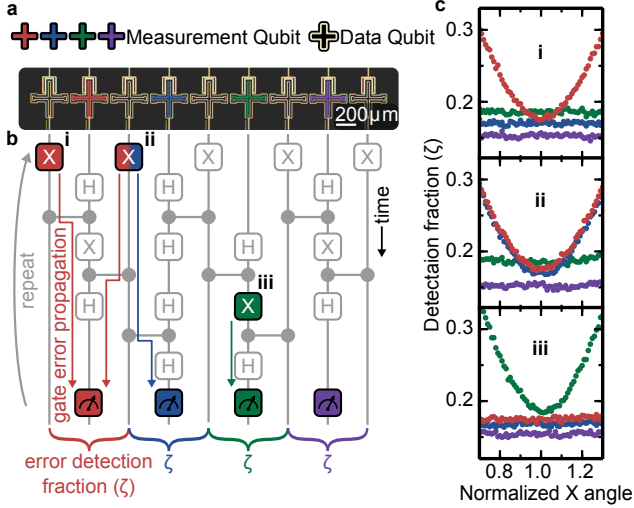 a
Measurement Qubit
Data Qubit
200μm
b
i
ii
X
X
X
X
X
H
H
H
H
time
repeat
gate error propagation
X
H
H
X
H
iii
X
H
H
H
error detection
fraction (ζ)
ζ
ζ
ζ
c
Detectaion fraction (ζ)
0.3
0.2
i
0.3
0.2
ii
0.3
0.2
iii
0.8
1.0
1.2
Normalized X angle